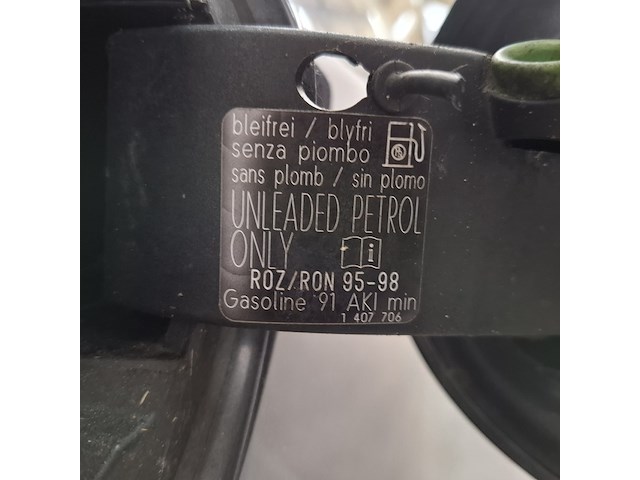 bleifrei / blyfri
senza piombo
sans plomb / sin plomo
UNLEADED PETROL
ONLY
ROZ/RON 95-98
Gasoline 91 AKI min
1 407 706